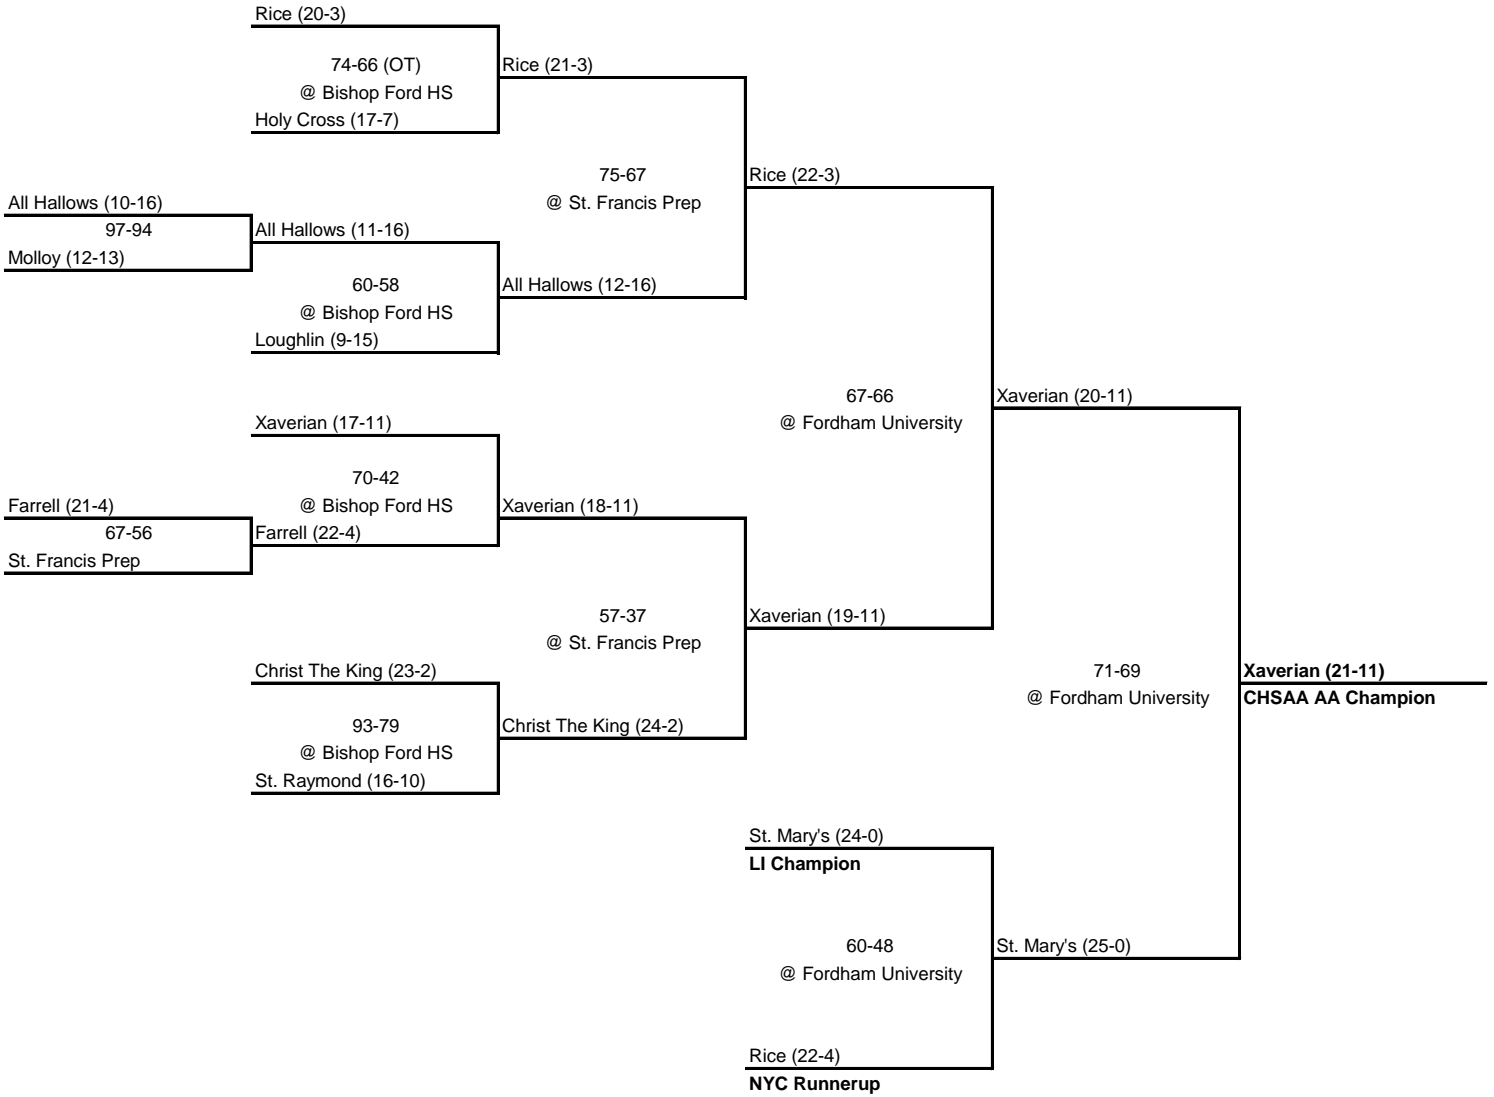 Rice (20-3)
74-66 (OT)
@ Bishop Ford HS
Rice (21-3)
Holy Cross (17-7)
75-67
@ St. Francis Prep
Rice (22-3)
All Hallows (10-16)
97-94
Molloy (12-13)
All Hallows (11-16)
60-58
@ Bishop Ford HS
All Hallows (12-16)
Loughlin (9-15)
67-66
@ Fordham University
Xaverian (20-11)
Xaverian (17-11)
70-42
@ Bishop Ford HS
Xaverian (18-11)
Farrell (21-4)
67-56
St. Francis Prep
Farrell (22-4)
57-37
@ St. Francis Prep
Xaverian (19-11)
Christ The King (23-2)
93-79
@ Bishop Ford HS
Christ The King (24-2)
St. Raymond (16-10)
71-69
@ Fordham University
Xaverian (21-11)
CHSAA AA Champion
St. Mary's (24-0)
LI Champion
60-48
@ Fordham University
St. Mary's (25-0)
Rice (22-4)
NYC Runnerup